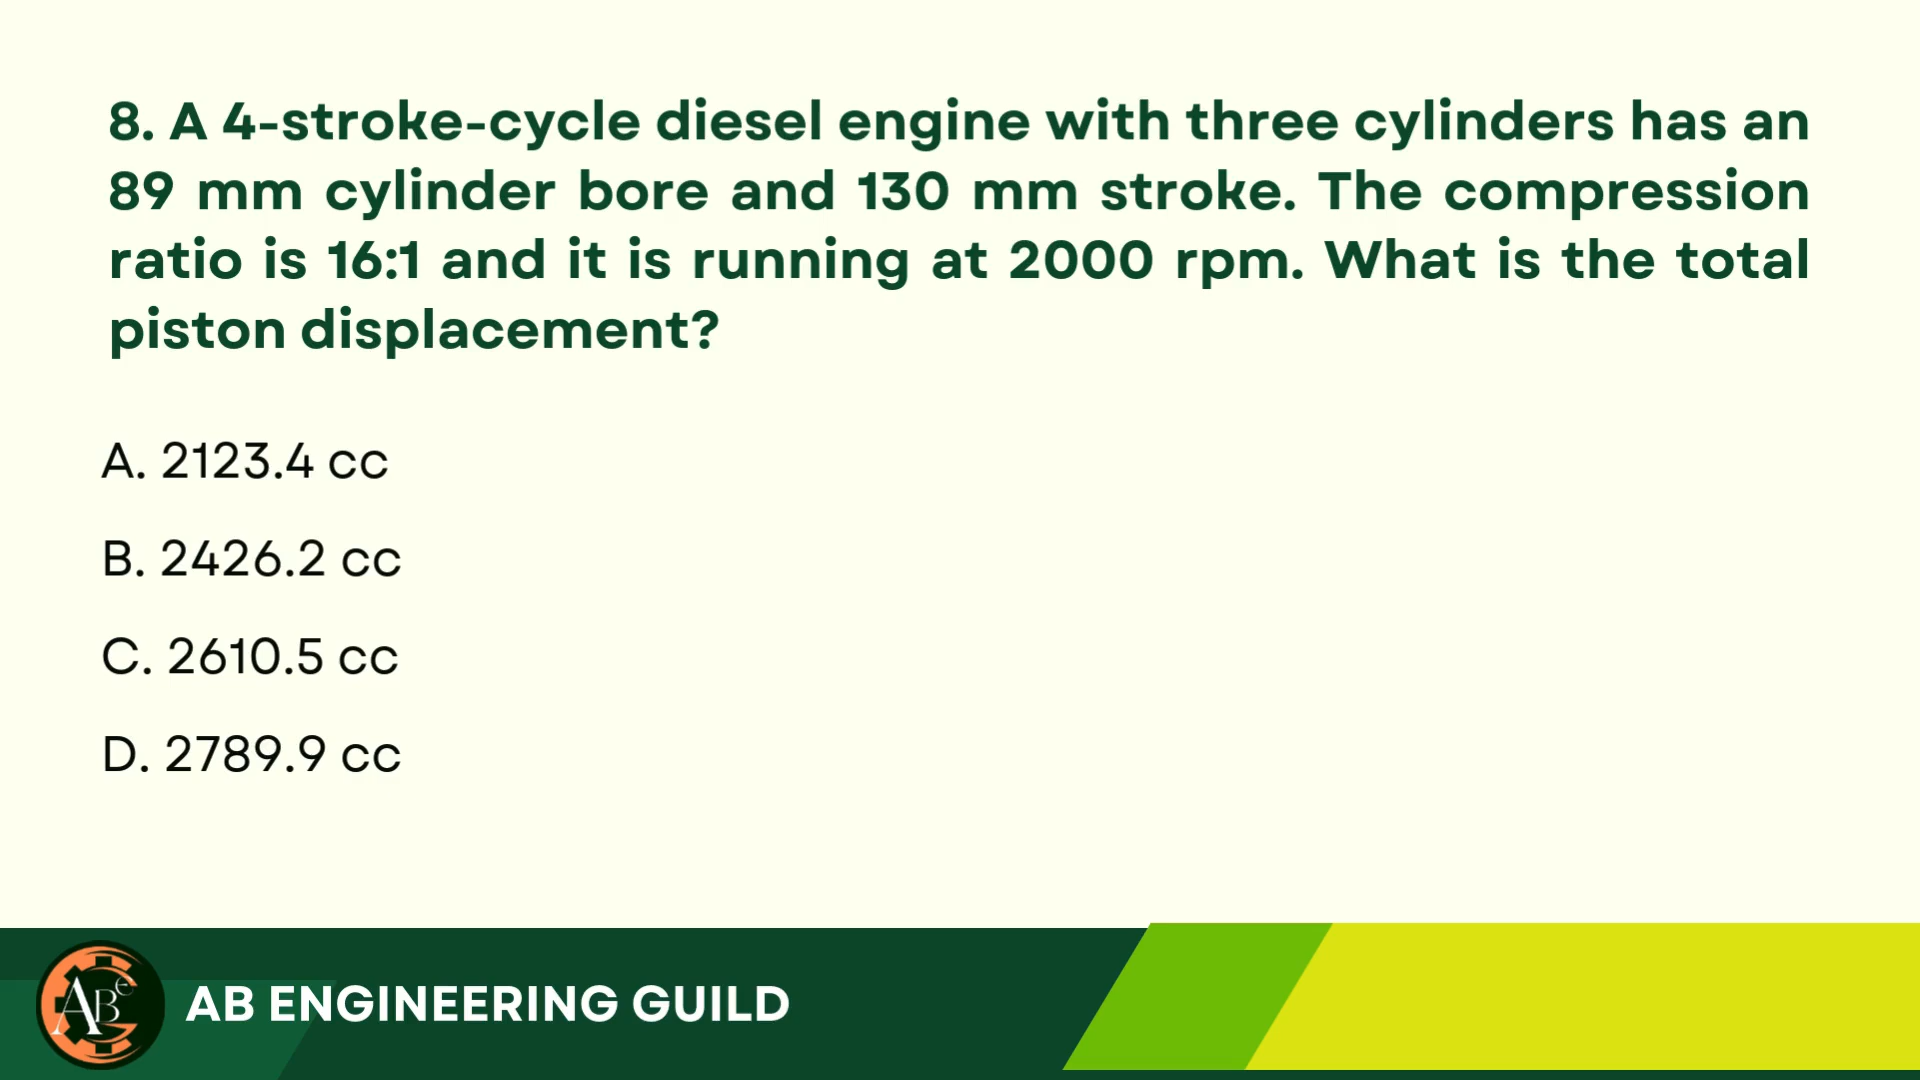 8. A 4-stroke-cycle diesel engine with three cylinders has an
89 mm cylinder bore and 130 mm stroke. The compression
ratio is 16:1 and it is running at 2000 rpm. What is the total
piston displacement?
A. 2123.4 cc
B. 2426.2 cc
C. 2610.5 cc
D. 2789.9 cc
ABe
AB ENGINEERING GUILD